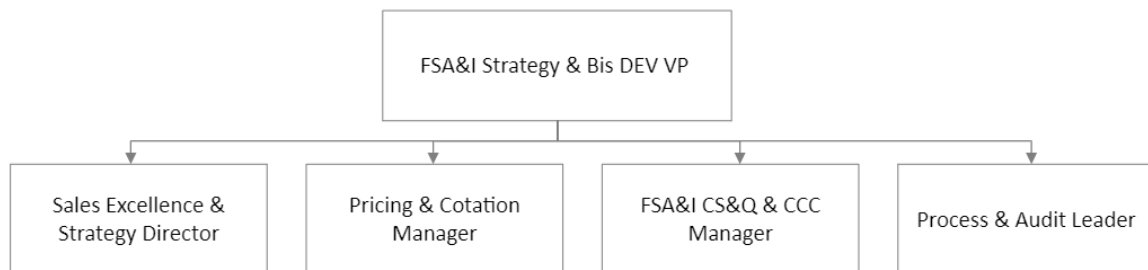 FSA&I Strategy & Bis DEV VP
Sales Excellence &
Strategy Director
Pricing & Cotation
Manager
FSA&I CS&Q & CCC
Manager
Process & Audit Leader